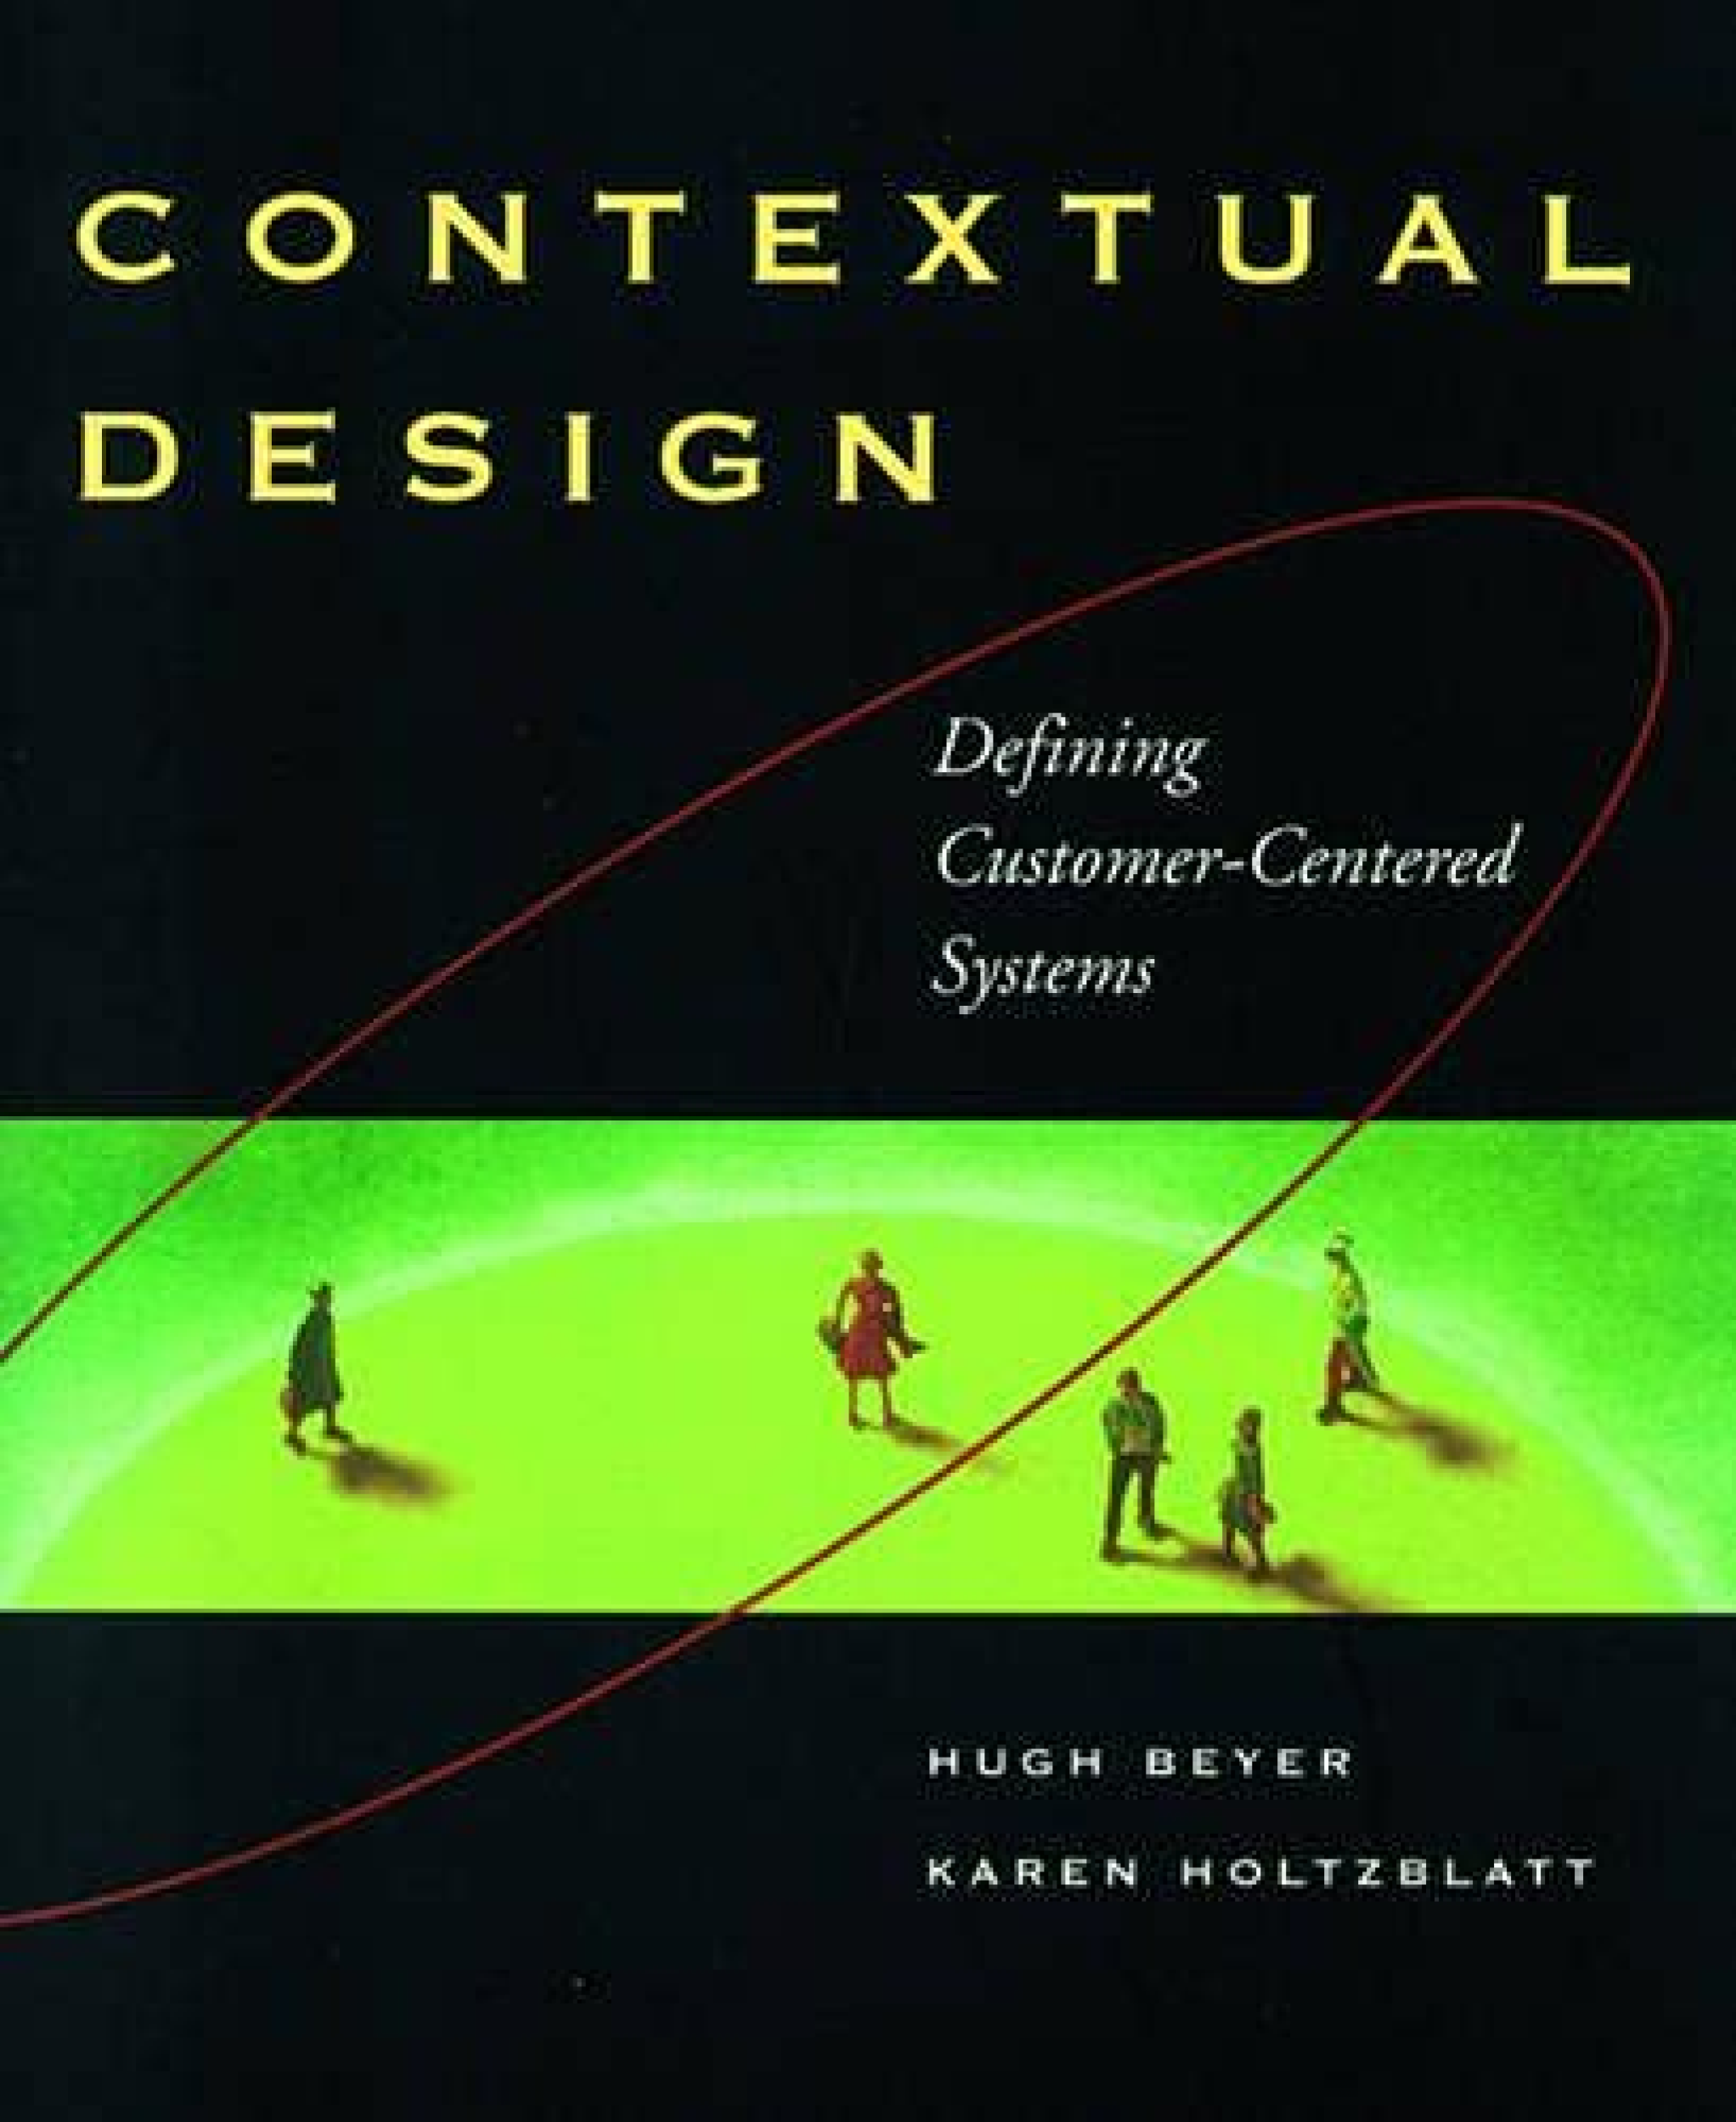 CONTEXTUAL
DESIGN
Defining
Customer-Centered
Systems
HUGH BEYER
KAREN HOLTZBLATT